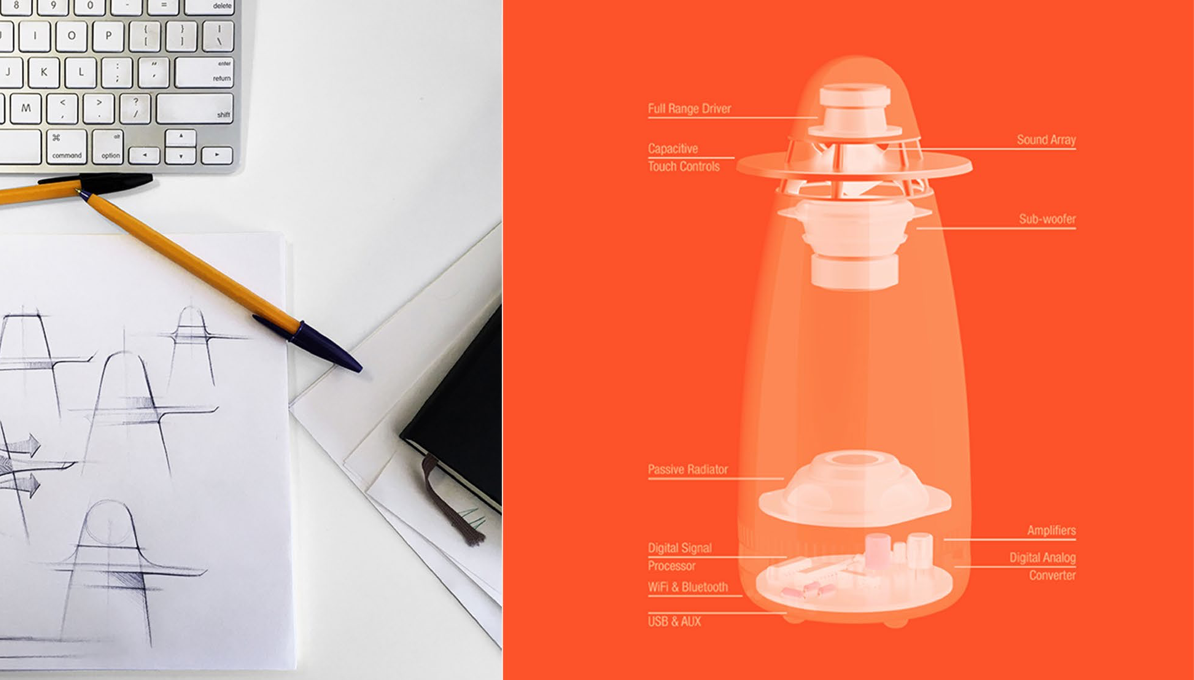 8 9 0 - = delete
I O P { [ } ] | \
J K L : ; " ' enter return
M < , > . ? / shift
⌘ command alt option
Full Range Driver
Capacitive
Touch Controls
Sound Array
Sub-woofer
Passive Radiator
Amplifiers
Digital Signal
Processor
Digital Analog
Converter
WiFi & Bluetooth
USB & AUX